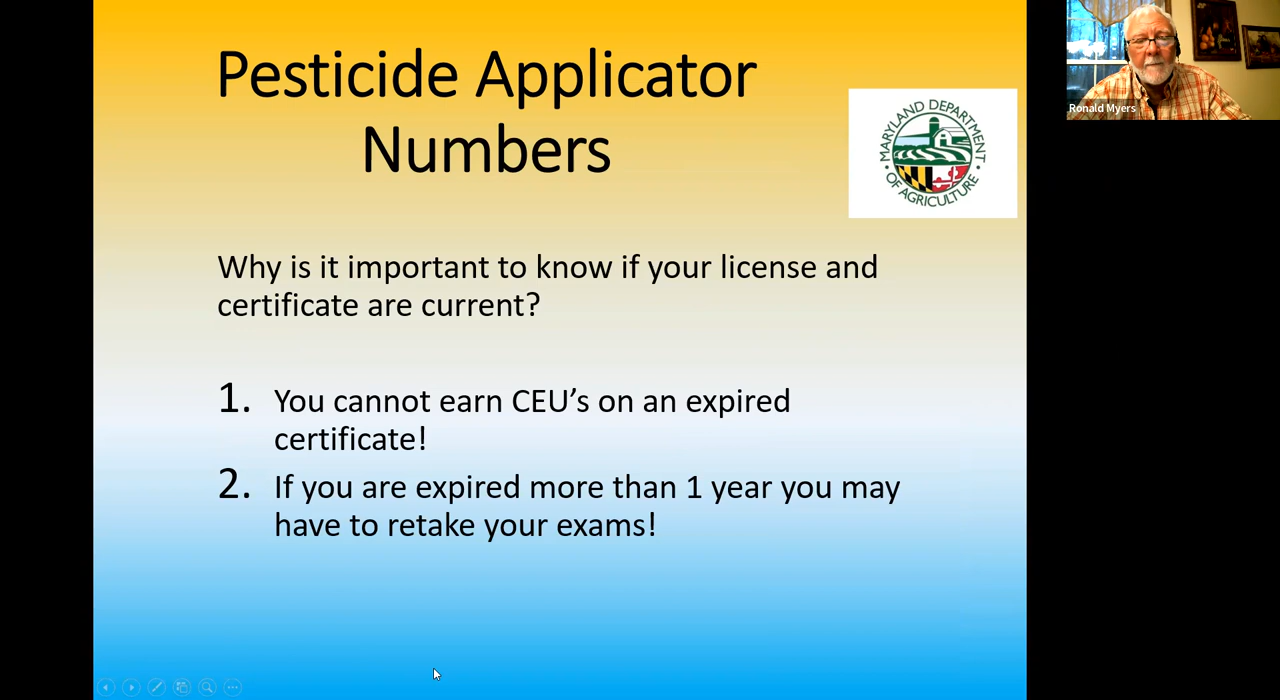 Pesticide Applicator
Numbers
MARYLAND DEPARTMENT
OF AGRICULTURE
Ronald Myers
Why is it important to know if your license and
certificate are current?
1. You cannot earn CEU’s on an expired
certificate!
2. If you are expired more than 1 year you may
have to retake your exams!